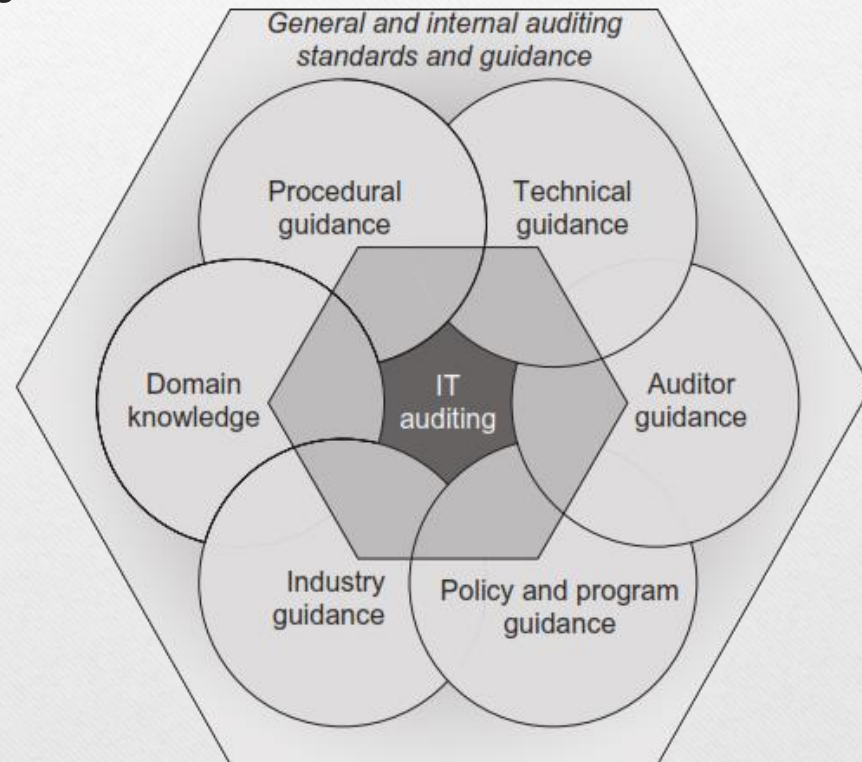 General and internal auditing
standards and guidance
Procedural
guidance
Technical
guidance
Domain
knowledge
IT
auditing
Auditor
guidance
Industry
guidance
Policy and program
guidance